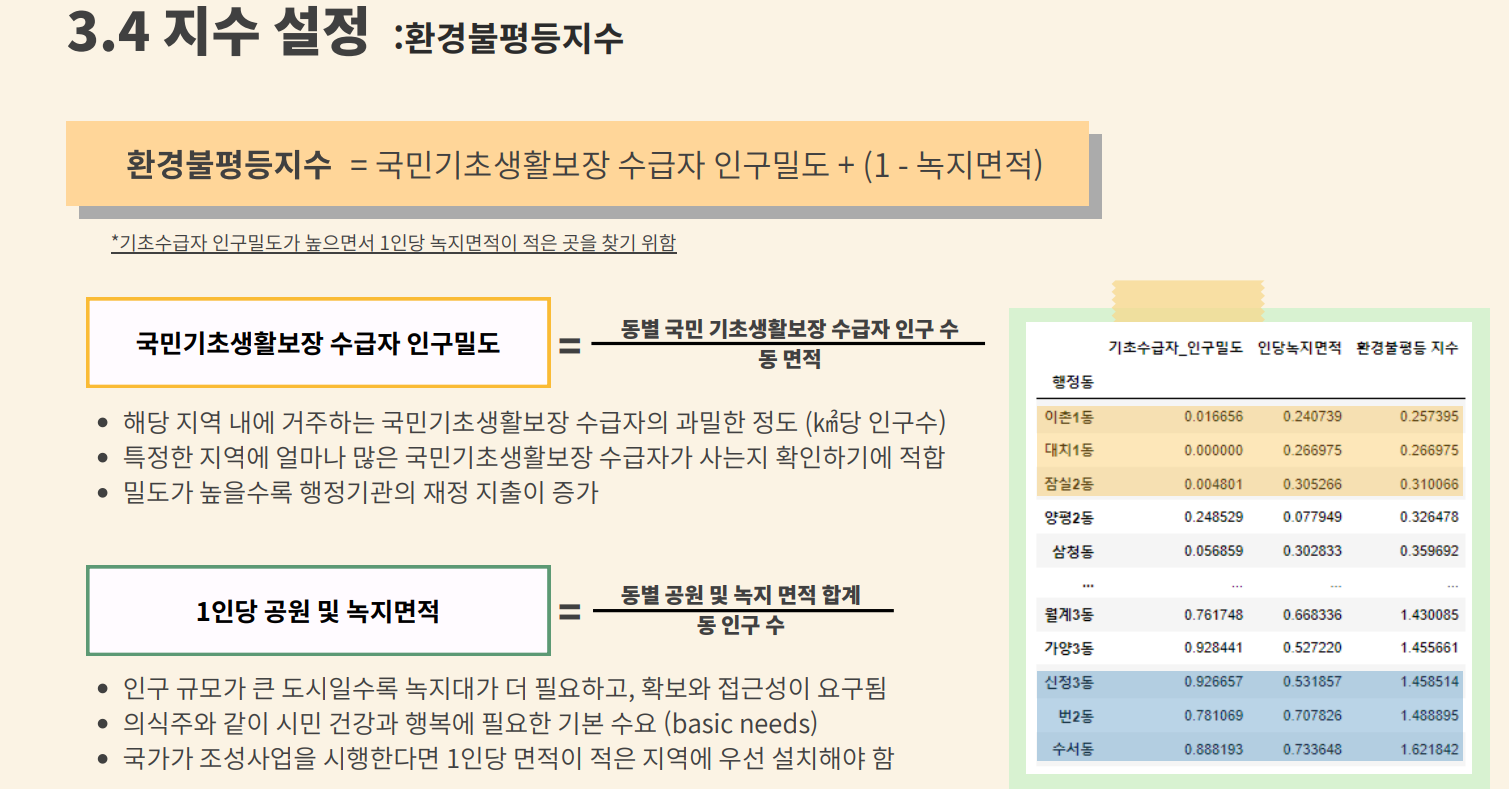 3.4 지수 설정 :환경불평등지수
환경불평등지수 = 국민기초생활보장 수급자 인구밀도 + (1 - 녹지면적)
*기초수급자 인구밀도가 높으면서 1인당 녹지면적이 적은 곳을 찾기 위함
국민기초생활보장 수급자 인구밀도 = 동별 국민 기초생활보장 수급자 인구 수
동 면적
해당 지역 내에 거주하는 국민기초생활보장 수급자의 과밀한 정도 (㎢당 인구수)
특정한 지역에 얼마나 많은 국민기초생활보장 수급자가 사는지 확인하기에 적합
밀도가 높을수록 행정기관의 재정 지출이 증가
1인당 공원 및 녹지면적 = 동별 공원 및 녹지 면적 합계
동 인구 수
인구 규모가 큰 도시일수록 녹지대가 더 필요하고, 확보와 접근성이 요구됨
의식주와 같이 시민 건강과 행복에 필요한 기본 수요 (basic needs)
국가가 조성사업을 시행한다면 1인당 면적이 적은 지역에 우선 설치해야 함
기초수급자_인구밀도 인당녹지면적 환경불평등 지수
행정동
이촌1동 0.016656 0.240739 0.257395
대치1동 0.000000 0.266975 0.266975
잠실2동 0.004801 0.305266 0.310066
양평2동 0.248529 0.077949 0.326478
삼청동 0.056859 0.302833 0.359692
... ... ... ...
월계3동 0.761748 0.668336 1.430085
가양3동 0.928441 0.527220 1.455661
신정3동 0.926657 0.531857 1.458514
번2동 0.781069 0.707826 1.488895
수서동 0.888193 0.733648 1.621842